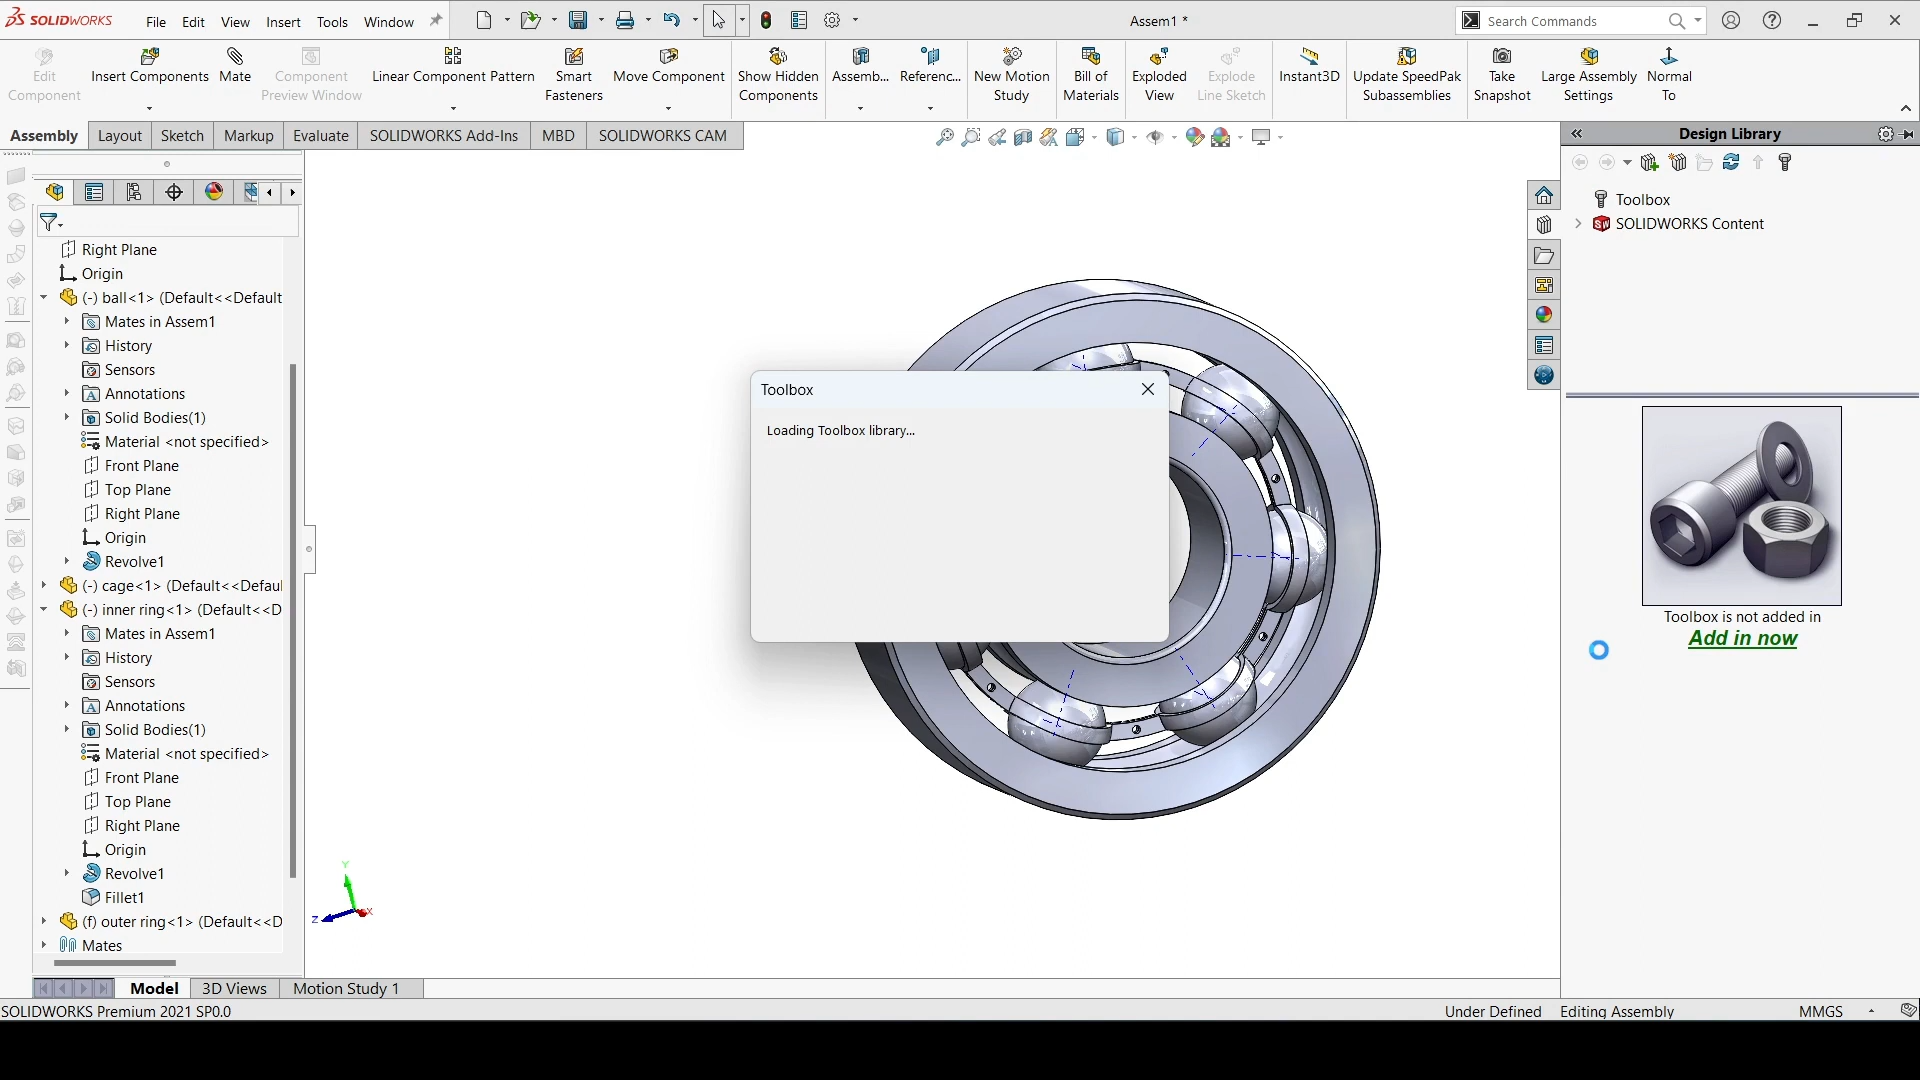 SOLIDWORKS File Edit View Insert Tools Window Assem1 * Search Commands
Edit Component Insert Components Mate Component Preview Window Linear Component Pattern Smart Fasteners Move Component Show Hidden Components Assemb... Referenc... New Motion Study Bill of Materials Exploded View Explode Line Sketch Instant3D Update SpeedPak Subassemblies Take Snapshot Large Assembly Settings Normal To
Assembly Layout Sketch Markup Evaluate SOLIDWORKS Add-Ins MBD SOLIDWORKS CAM
Design Library
Toolbox
SOLIDWORKS Content
Right Plane
Origin
(-) ball<1> (Default<<Default
Mates in Assem1
History
Sensors
Annotations
Solid Bodies(1)
Material <not specified>
Front Plane
Top Plane
Right Plane
Origin
Revolve1
(-) cage<1> (Default<<Defaul
(-) inner ring<1> (Default<<D
Mates in Assem1
History
Sensors
Annotations
Solid Bodies(1)
Material <not specified>
Front Plane
Top Plane
Right Plane
Origin
Revolve1
Fillet1
(f) outer ring<1> (Default<<D
Mates
Toolbox
Loading Toolbox library...
Toolbox is not added in
Add in now
Y
Z
X
Model 3D Views Motion Study 1
SOLIDWORKS Premium 2021 SP0.0 Under Defined Editing Assembly MMGS